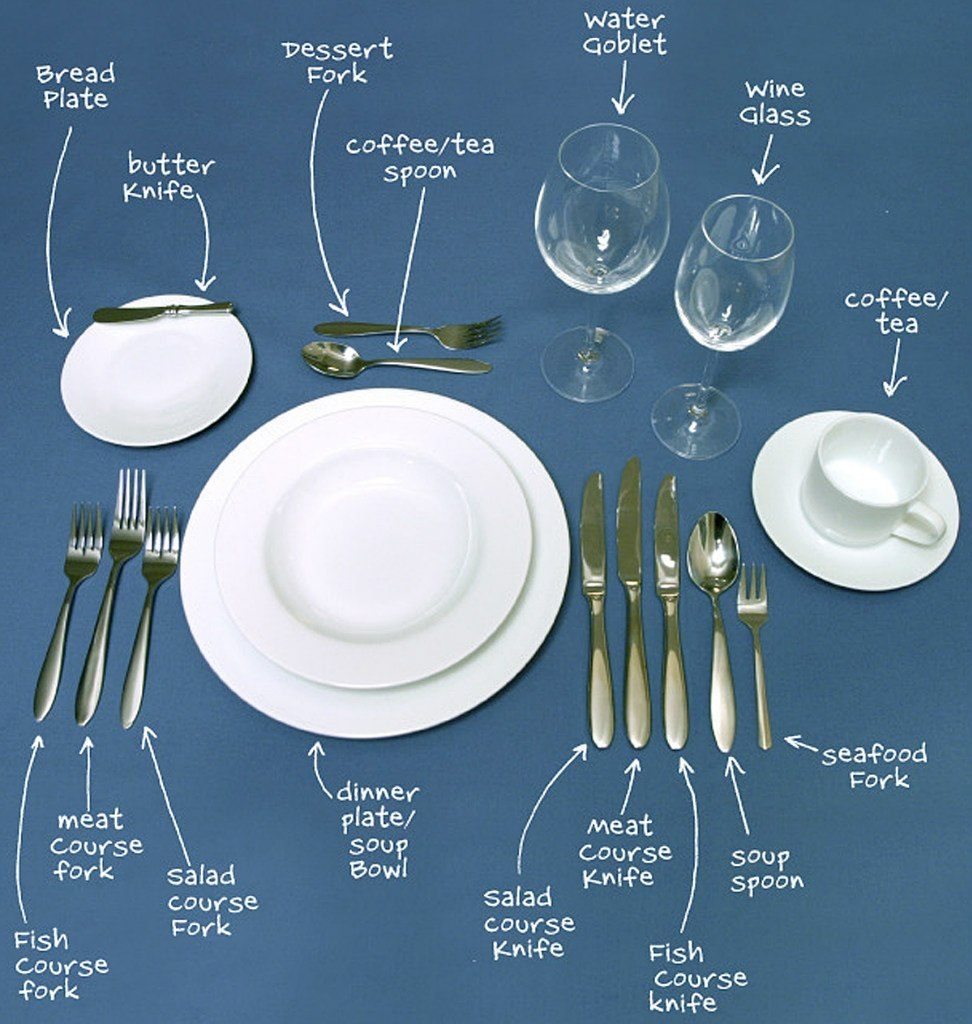 Water
Goblet
Dessert
Fork
Bread
Plate
Wine
Glass
coffee/tea
spoon
butter
Knife
coffee/
tea
seafood
Fork
dinner
plate/
soup
Bowl
meat
course
fork
Meat
Course
Knife
soup
spoon
salad
course
Fork
Salad
course
Knife
Fish
Course
fork
Fish
Course
knife